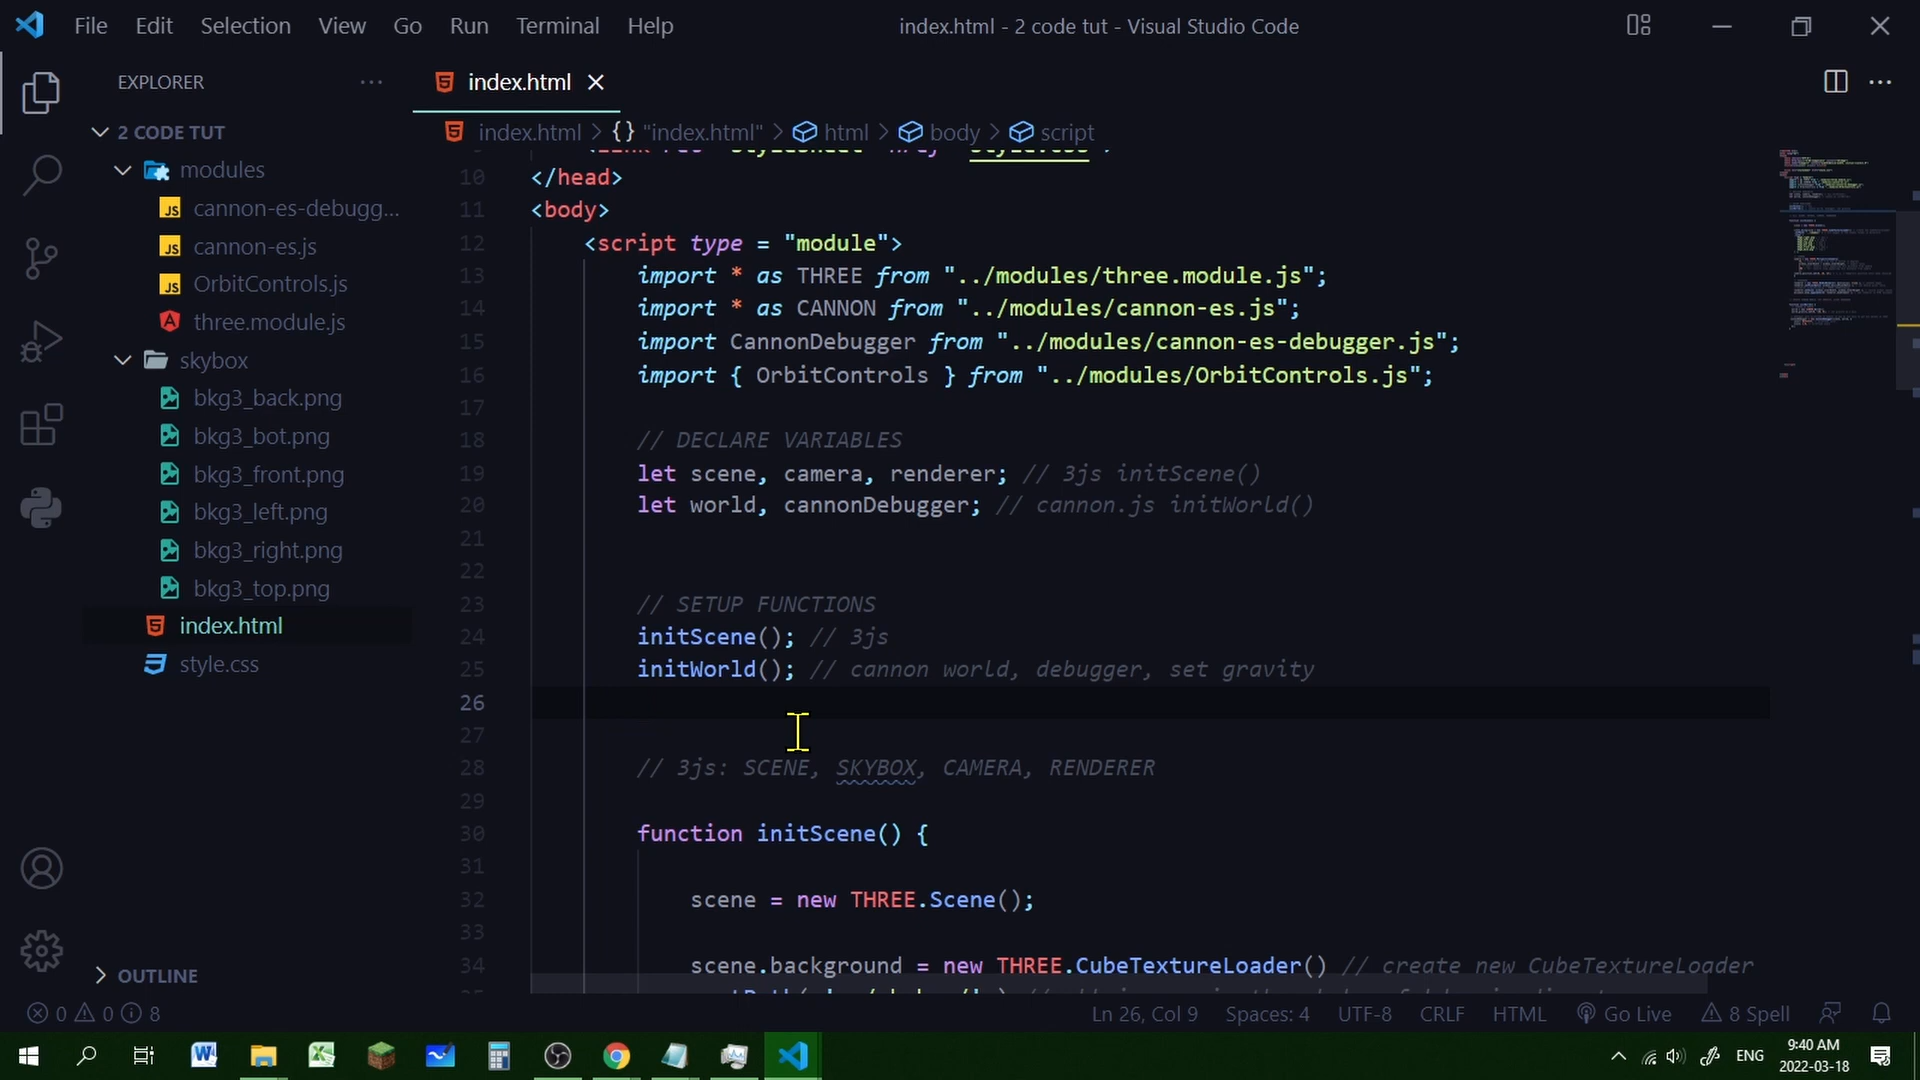 File Edit Selection View Go Run Terminal Help
index.html - 2 code tut - Visual Studio Code
EXPLORER
index.html
2 CODE TUT
modules
cannon-es-debugg...
cannon-es.js
OrbitControls.js
three.module.js
skybox
bkg3_back.png
bkg3_bot.png
bkg3_front.png
bkg3_left.png
bkg3_right.png
bkg3_top.png
index.html
style.css
OUTLINE
index.html > {} "index.html" > html > body > script
10 </head>
11 <body>
12 <script type = "module">
13 import * as THREE from "../modules/three.module.js";
14 import * as CANNON from "../modules/cannon-es.js";
15 import CannonDebugger from "../modules/cannon-es-debugger.js";
16 import { OrbitControls } from "../modules/OrbitControls.js";
17
18 // DECLARE VARIABLES
19 let scene, camera, renderer; // 3js initScene()
20 let world, cannonDebugger; // cannon.js initWorld()
21
22
23 // SETUP FUNCTIONS
24 initScene(); // 3js
25 initWorld(); // cannon world, debugger, set gravity
26
27
28 // 3js: SCENE, SKYBOX, CAMERA, RENDERER
29
30 function initScene() {
31
32 scene = new THREE.Scene();
33
34 scene.background = new THREE.CubeTextureLoader() // create new CubeTextureLoader
0 0 8
Ln 26, Col 9 Spaces: 4 UTF-8 CRLF HTML Go Live 8 Spell
ENG
9:40 AM
2022-03-18